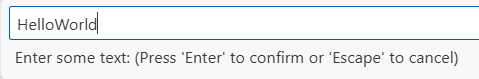 HelloWorld
Enter some text: (Press 'Enter' to confirm or 'Escape' to cancel)